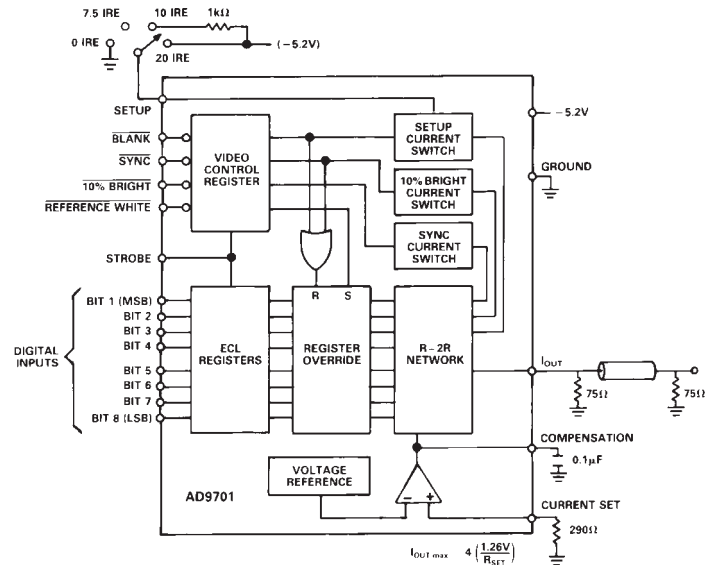 7.5 IRE
10 IRE
1kΩ
0 IRE
20 IRE
(−5.2V)
SETUP
−5.2V
BLANK
SYNC
10% BRIGHT
REFERENCE WHITE
VIDEO
CONTROL
REGISTER
SETUP
CURRENT
SWITCH
10% BRIGHT
CURRENT
SWITCH
SYNC
CURRENT
SWITCH
GROUND
STROBE
R
S
DIGITAL
INPUTS
BIT 1 (MSB)
BIT 2
BIT 3
BIT 4
BIT 5
BIT 6
BIT 7
BIT 8 (LSB)
ECL
REGISTERS
REGISTER
OVERRIDE
R−2R
NETWORK
IOUT
75Ω
75Ω
COMPENSATION
0.1μF
VOLTAGE
REFERENCE
−
+
CURRENT SET
290Ω
AD9701
IOUT max 4 (1.26V / RSET)